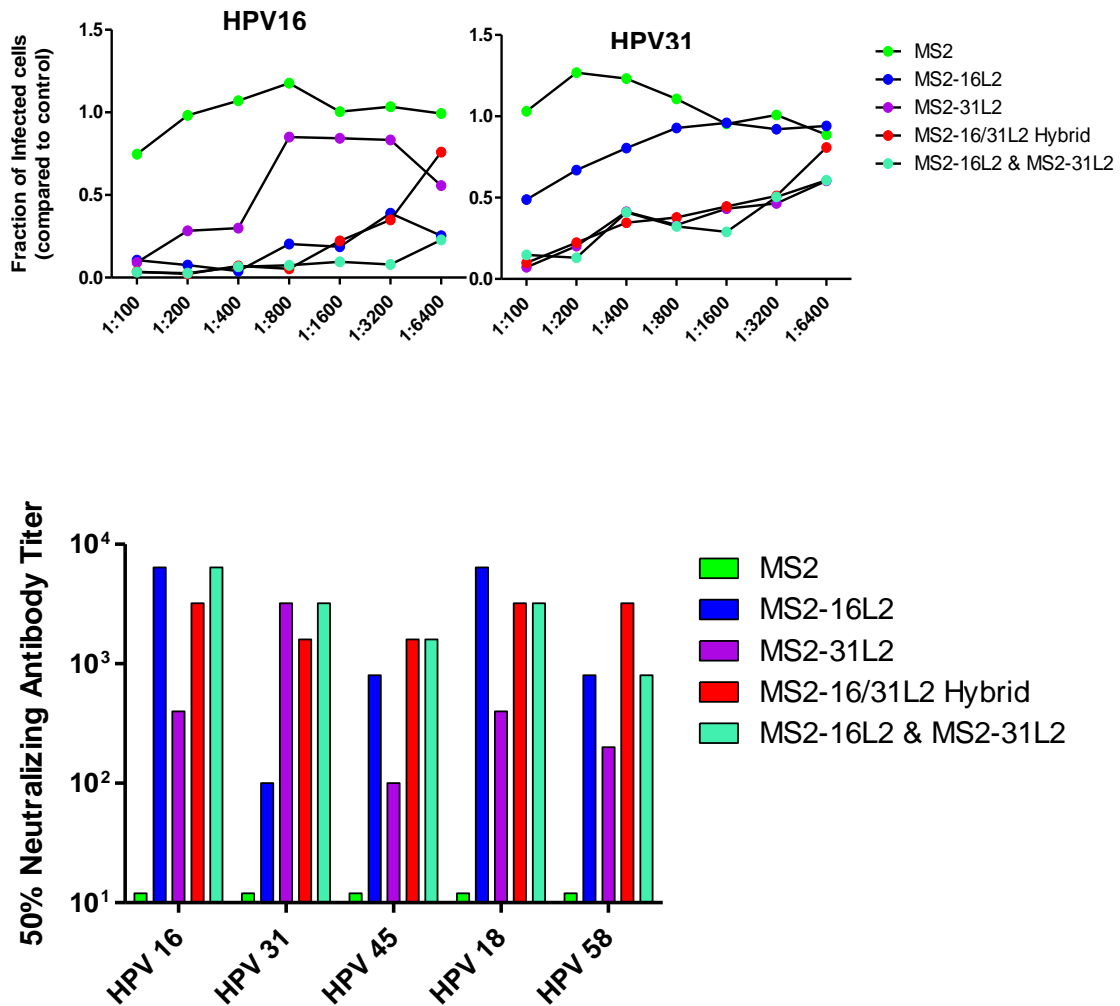 HPV16
HPV31
Fraction of Infected cells
(compared to control)
1.5
1.0
0.5
0.0
1:100
1:200
1:400
1:800
1:1600
1:3200
1:6400
1.5
1.0
0.5
0.0
1:100
1:200
1:400
1:800
1:1600
1:3200
1:6400
MS2
MS2-16L2
MS2-31L2
MS2-16/31L2 Hybrid
MS2-16L2 & MS2-31L2
50% Neutralizing Antibody Titer
10⁴
10³
10²
10¹
HPV 16
HPV 31
HPV 45
HPV 18
HPV 58
MS2
MS2-16L2
MS2-31L2
MS2-16/31L2 Hybrid
MS2-16L2 & MS2-31L2